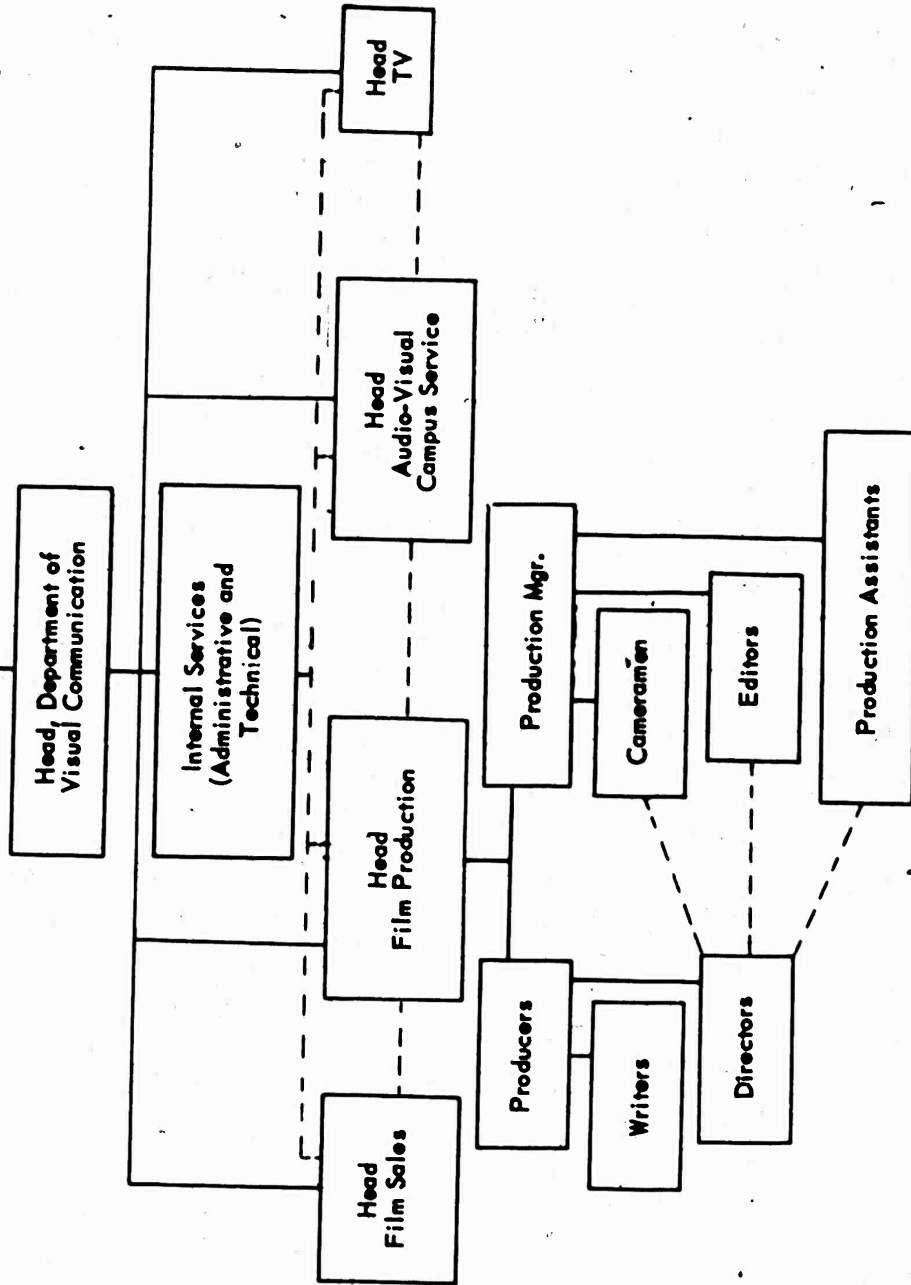 Head, Department of
Visual Communication
Internal Services
(Administrative and
Technical)
Head
Film Sales
Head
Film Production
Head
Audio-Visual
Campus Service
Head
TV
Producers
Production Mgr.
Writers
Cameramen
Directors
Editors
Production Assistants